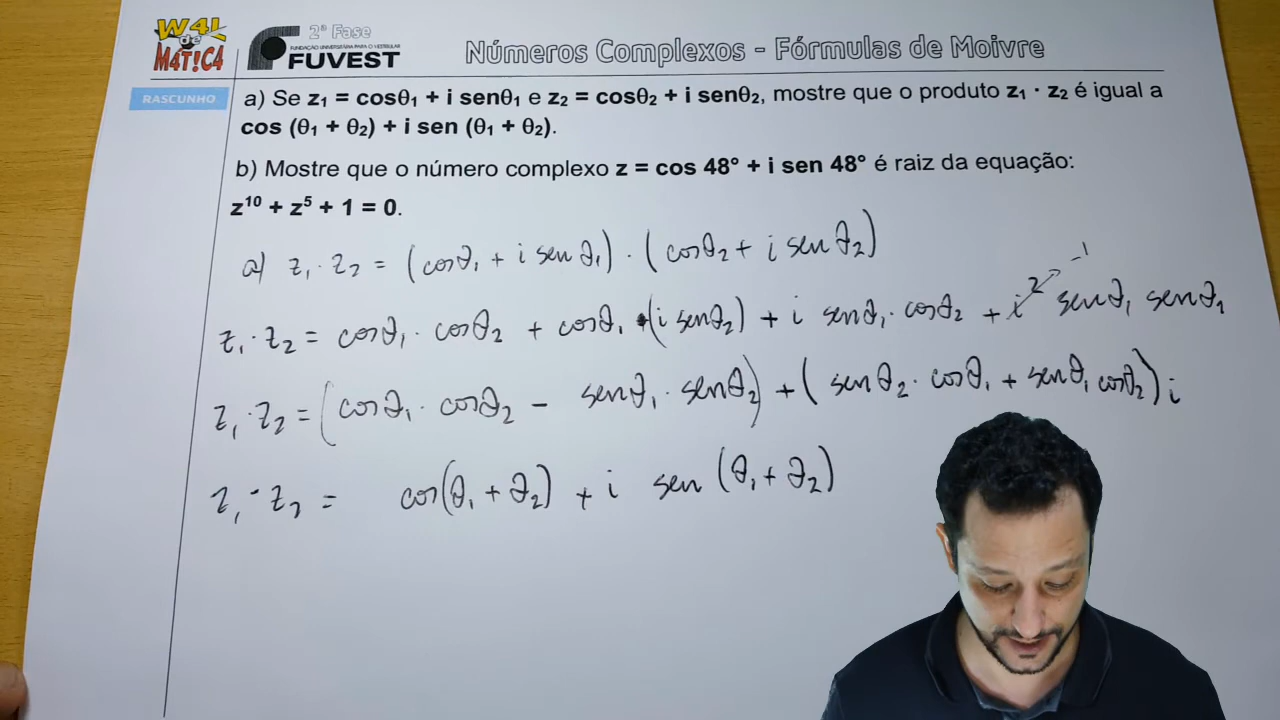 W4L de M4T!C4
2ª Fase
FUNDAÇÃO UNIVERSITÁRIA PARA O VESTIBULAR
FUVEST
Números Complexos - Fórmulas de Moivre
RASCUNHO
a) Se z₁ = cosθ₁ + i senθ₁ e z₂ = cosθ₂ + i senθ₂, mostre que o produto z₁ · z₂ é igual a
cos (θ₁ + θ₂) + i sen (θ₁ + θ₂).
b) Mostre que o número complexo z = cos 48° + i sen 48° é raiz da equação:
z¹⁰ + z⁵ + 1 = 0.
a) z₁ · z₂ = (cosθ₁ + i senθ₁) · (cosθ₂ + i sen θ₂)
-1
z₁ · z₂ = cosθ₁ · cosθ₂ + cosθ₁ · (i senθ₂) + i senθ₁ · cosθ₂ + i² senθ₁ senθ₂
z₁ · z₂ = (cosθ₁ · cosθ₂ - senθ₁ · senθ₂) + (senθ₂ · cosθ₁ + senθ₁ cosθ₂) i
z₁ · z₂ = cos(θ₁ + θ₂) + i sen (θ₁ + θ₂)